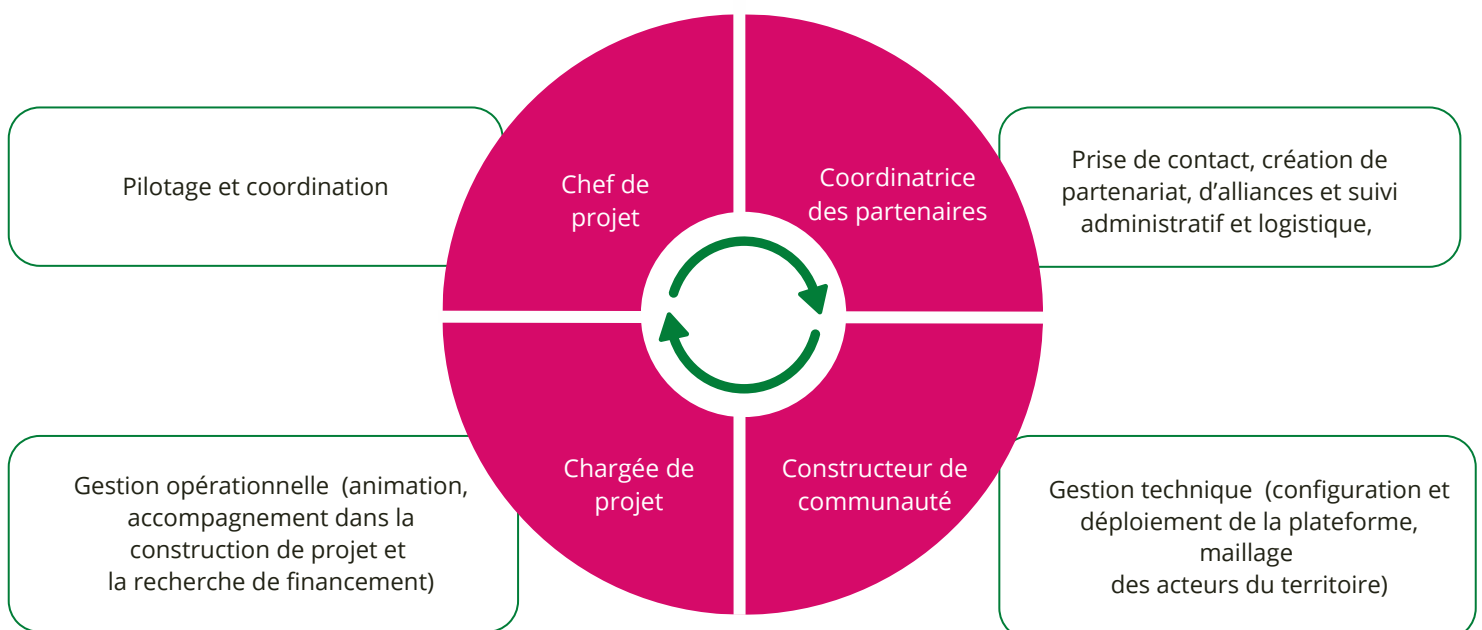 Pilotage et coordination
Chef de
projet
Coordinatrice
des partenaires
Prise de contact, création de
partenariat, d’alliances et suivi
administratif et logistique,
Gestion opérationnelle (animation,
accompagnement dans la
construction de projet et
la recherche de financement)
Chargée de
projet
Constructeur de
communauté
Gestion technique (configuration et
déploiement de la plateforme,
maillage
des acteurs du territoire)